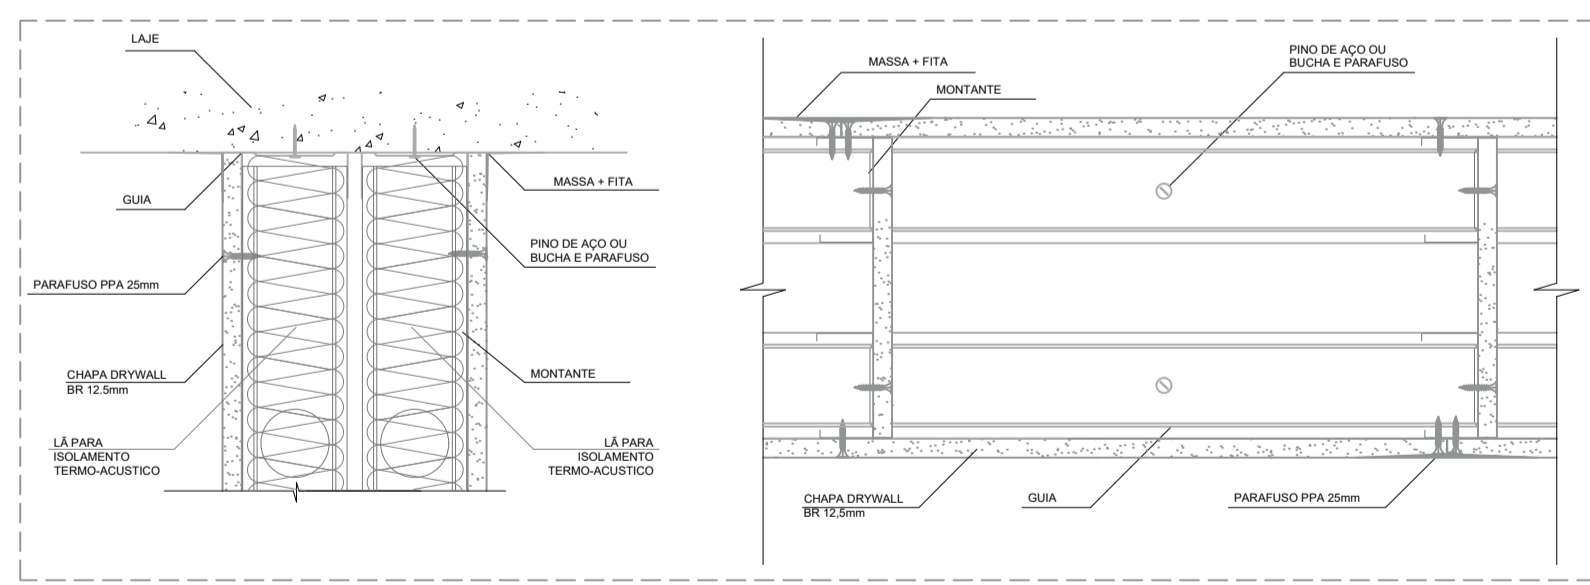 LAJE
GUIA
PARAFUSO PPA 25mm
CHAPA DRYWALL
BR 12.5mm
LÃ PARA
ISOLAMENTO
TERMO-ACUSTICO
MASSA + FITA
PINO DE AÇO OU
BUCHA E PARAFUSO
MONTANTE
LÃ PARA
ISOLAMENTO
TERMO-ACUSTICO
MASSA + FITA
MONTANTE
PINO DE AÇO OU
BUCHA E PARAFUSO
CHAPA DRYWALL
BR 12,5mm
GUIA
PARAFUSO PPA 25mm